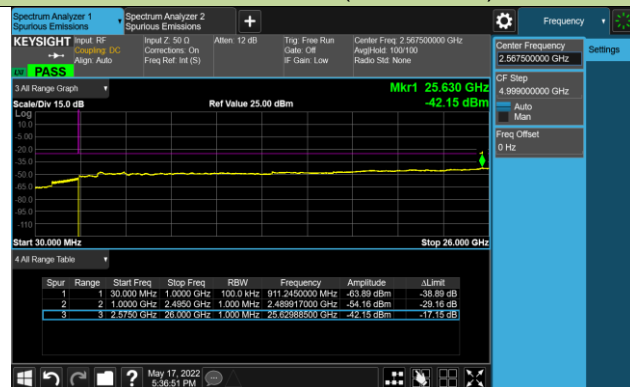 Spectrum Analyzer 1
Spurious Emissions
Spectrum Analyzer 2
Spurious Emissions
Frequency
KEYSIGHT
Input: RF
Coupling: DC
Align: Auto
Input Z: 50 Ω
Corrections: On
Freq Ref: Int (S)
Atten: 12 dB
Trig: Free Run
Gate: Off
IF Gain: Low
Center Freq: 2.567500000 GHz
Avg|Hold: 100/100
Radio Std: None
PASS
Center Frequency
2.567500000 GHz
Settings
CF Step
4.999000000 GHz
Auto
Man
Freq Offset
0 Hz
3 All Range Graph
Mkr1 25.630 GHz
Scale/Div 15.0 dB
Ref Value 25.00 dBm
-42.15 dBm
Log
10.0
-5.00
-20.0
-35.0
-50.0
-65.0
-80.0
-95.0
-110
1
Start 30.000 MHz
Stop 26.000 GHz
4 All Range Table
Spur Range Start Freq Stop Freq RBW Frequency Amplitude ΔLimit
1 1 30.000 MHz 1.0000 GHz 100.0 kHz 911.2450000 MHz -63.89 dBm -38.89 dB
2 2 1.0000 GHz 2.4950 GHz 1.000 MHz 2.489917000 GHz -54.16 dBm -29.16 dB
3 3 2.5750 GHz 26.000 GHz 1.000 MHz 25.62988500 GHz -42.15 dBm -17.15 dB
May 17, 2022
5:36:51 PM